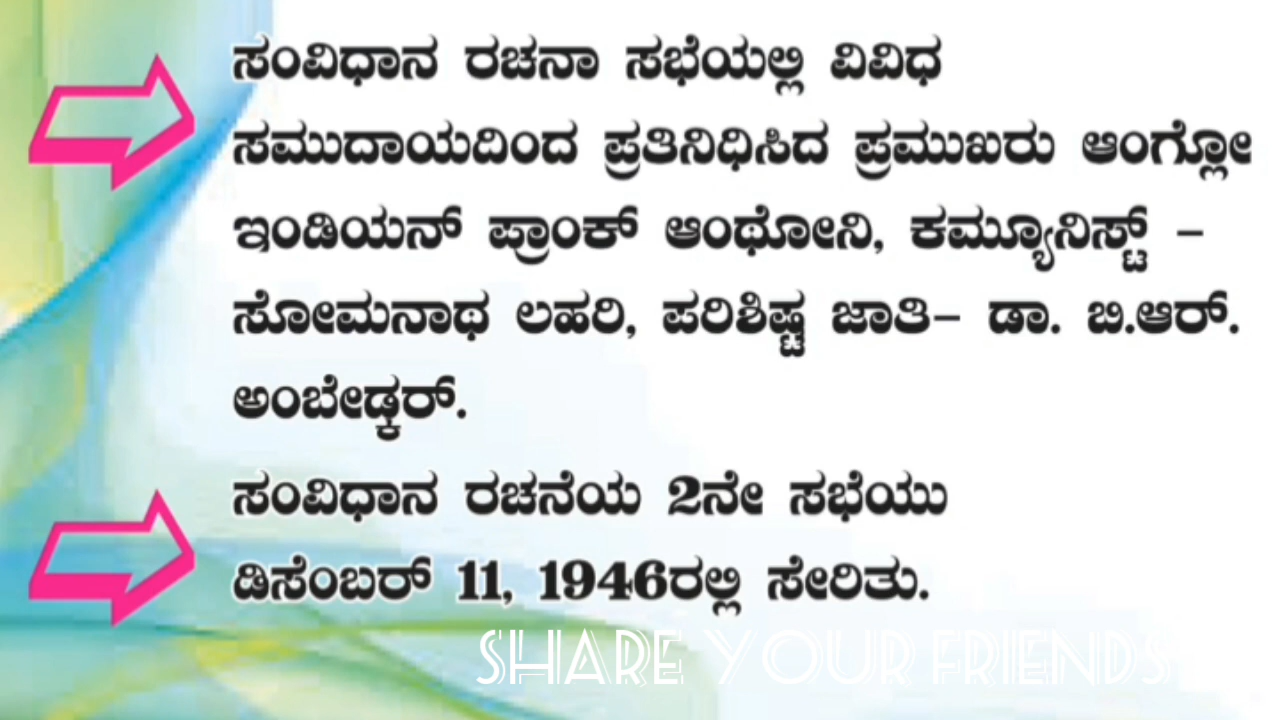 ಸಂವಿಧಾನ ರಚನಾ ಸಭೆಯಲ್ಲಿ ವಿವಿಧ
ಸಮುದಾಯದಿಂದ ಪ್ರತಿನಿಧಿಸಿದ ಪ್ರಮುಖರು ಆಂಗ್ಲೋ
ಇಂಡಿಯನ್ ಪ್ರಾಂಕ್ ಆಂಥೋನಿ, ಕಮ್ಯೂನಿಸ್ಟ್ –
ಸೋಮನಾಥ ಲಹರಿ, ಪರಿಶಿಷ್ಟ ಜಾತಿ– ಡಾ. ಬಿ.ಆರ್.
ಅಂಬೇಡ್ಕರ್.
ಸಂವಿಧಾನ ರಚನೆಯ 2ನೇ ಸಭೆಯು
ಡಿಸೆಂಬರ್ 11, 1946ರಲ್ಲಿ ಸೇರಿತು.
SHARE YOUR FRIENDS